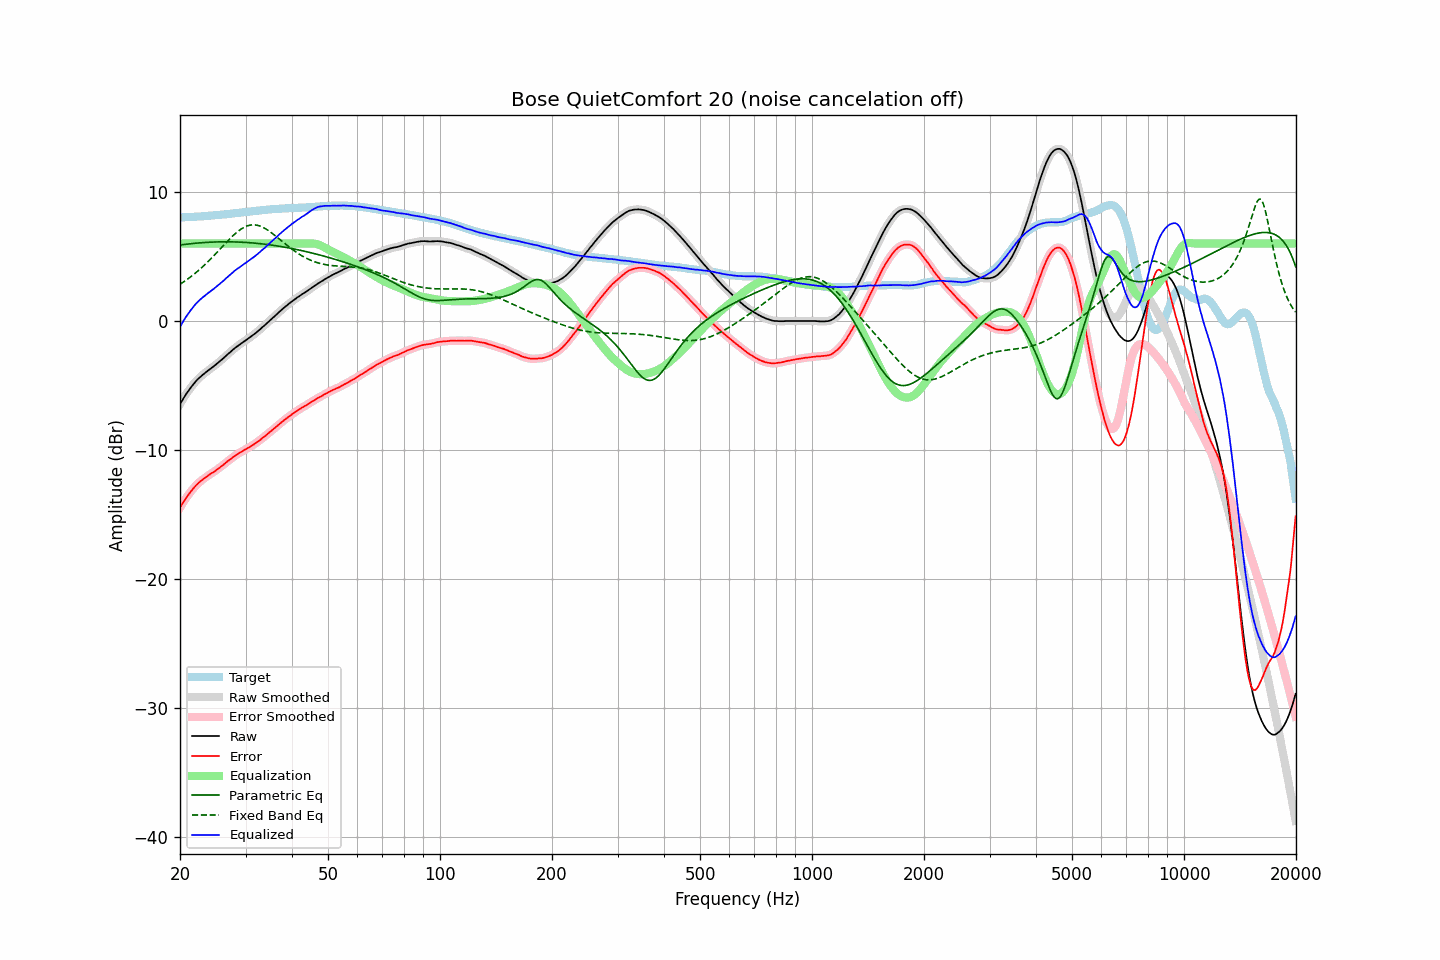 Bose QuietComfort 20 (noise cancelation off)
Amplitude (dBr)
10
0
−10
−20
−30
−40
Target
Raw Smoothed
Error Smoothed
Raw
Error
Equalization
Parametric Eq
Fixed Band Eq
Equalized
20 50 100 200 500 1000 2000 5000 10000 20000
Frequency (Hz)